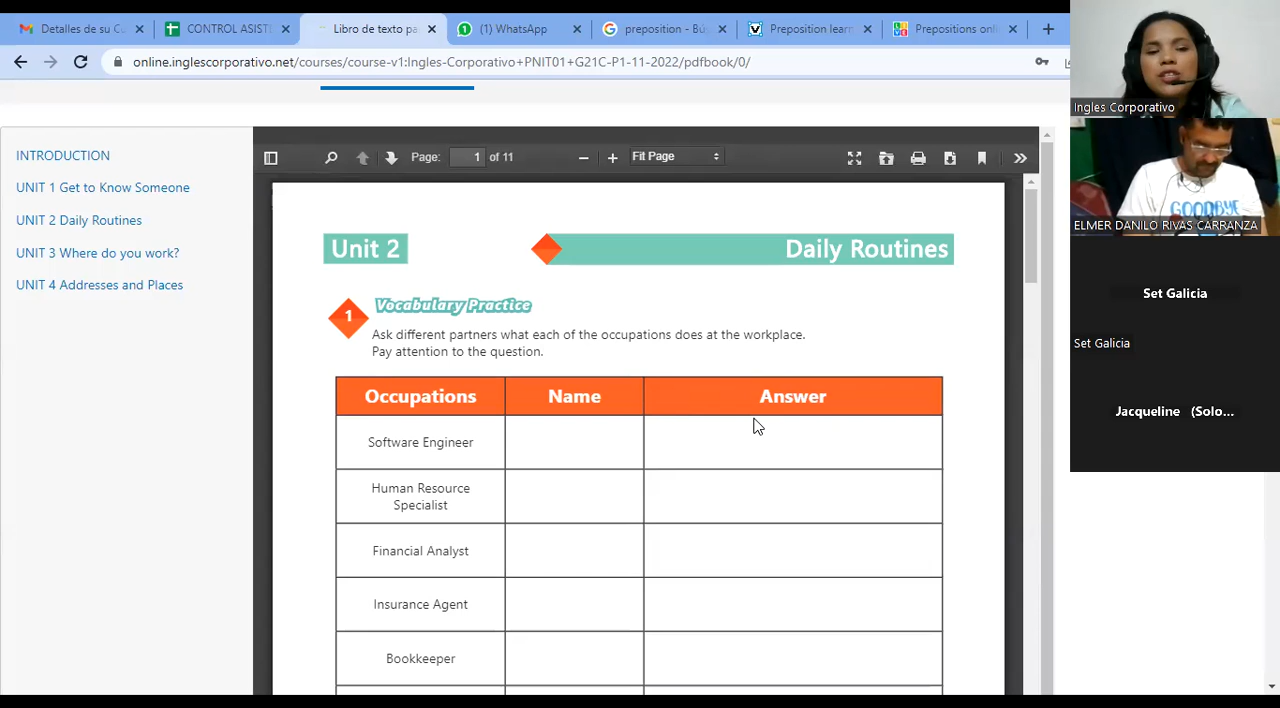 Detalles de su C
CONTROL ASIST
Libro de texto pa
(1) WhatsApp
preposition - Bús
Preposition learn
Prepositions onli
online.inglescorporativo.net/courses/course-v1:Ingles-Corporativo+PNIT01+G21C-P1-11-2022/pdfbook/0/
Ingles Corporativo
GOODBYE
ELMER DANILO RIVAS CARRANZA
Set Galicia
Set Galicia
Jacqueline (Solo...
INTRODUCTION
UNIT 1 Get to Know Someone
UNIT 2 Daily Routines
UNIT 3 Where do you work?
UNIT 4 Addresses and Places
Page: 1 of 11
Fit Page
Unit 2
Daily Routines
1
Vocabulary Practice
Ask different partners what each of the occupations does at the workplace.
Pay attention to the question.
Occupations Name Answer
Software Engineer
Human Resource
Specialist
Financial Analyst
Insurance Agent
Bookkeeper